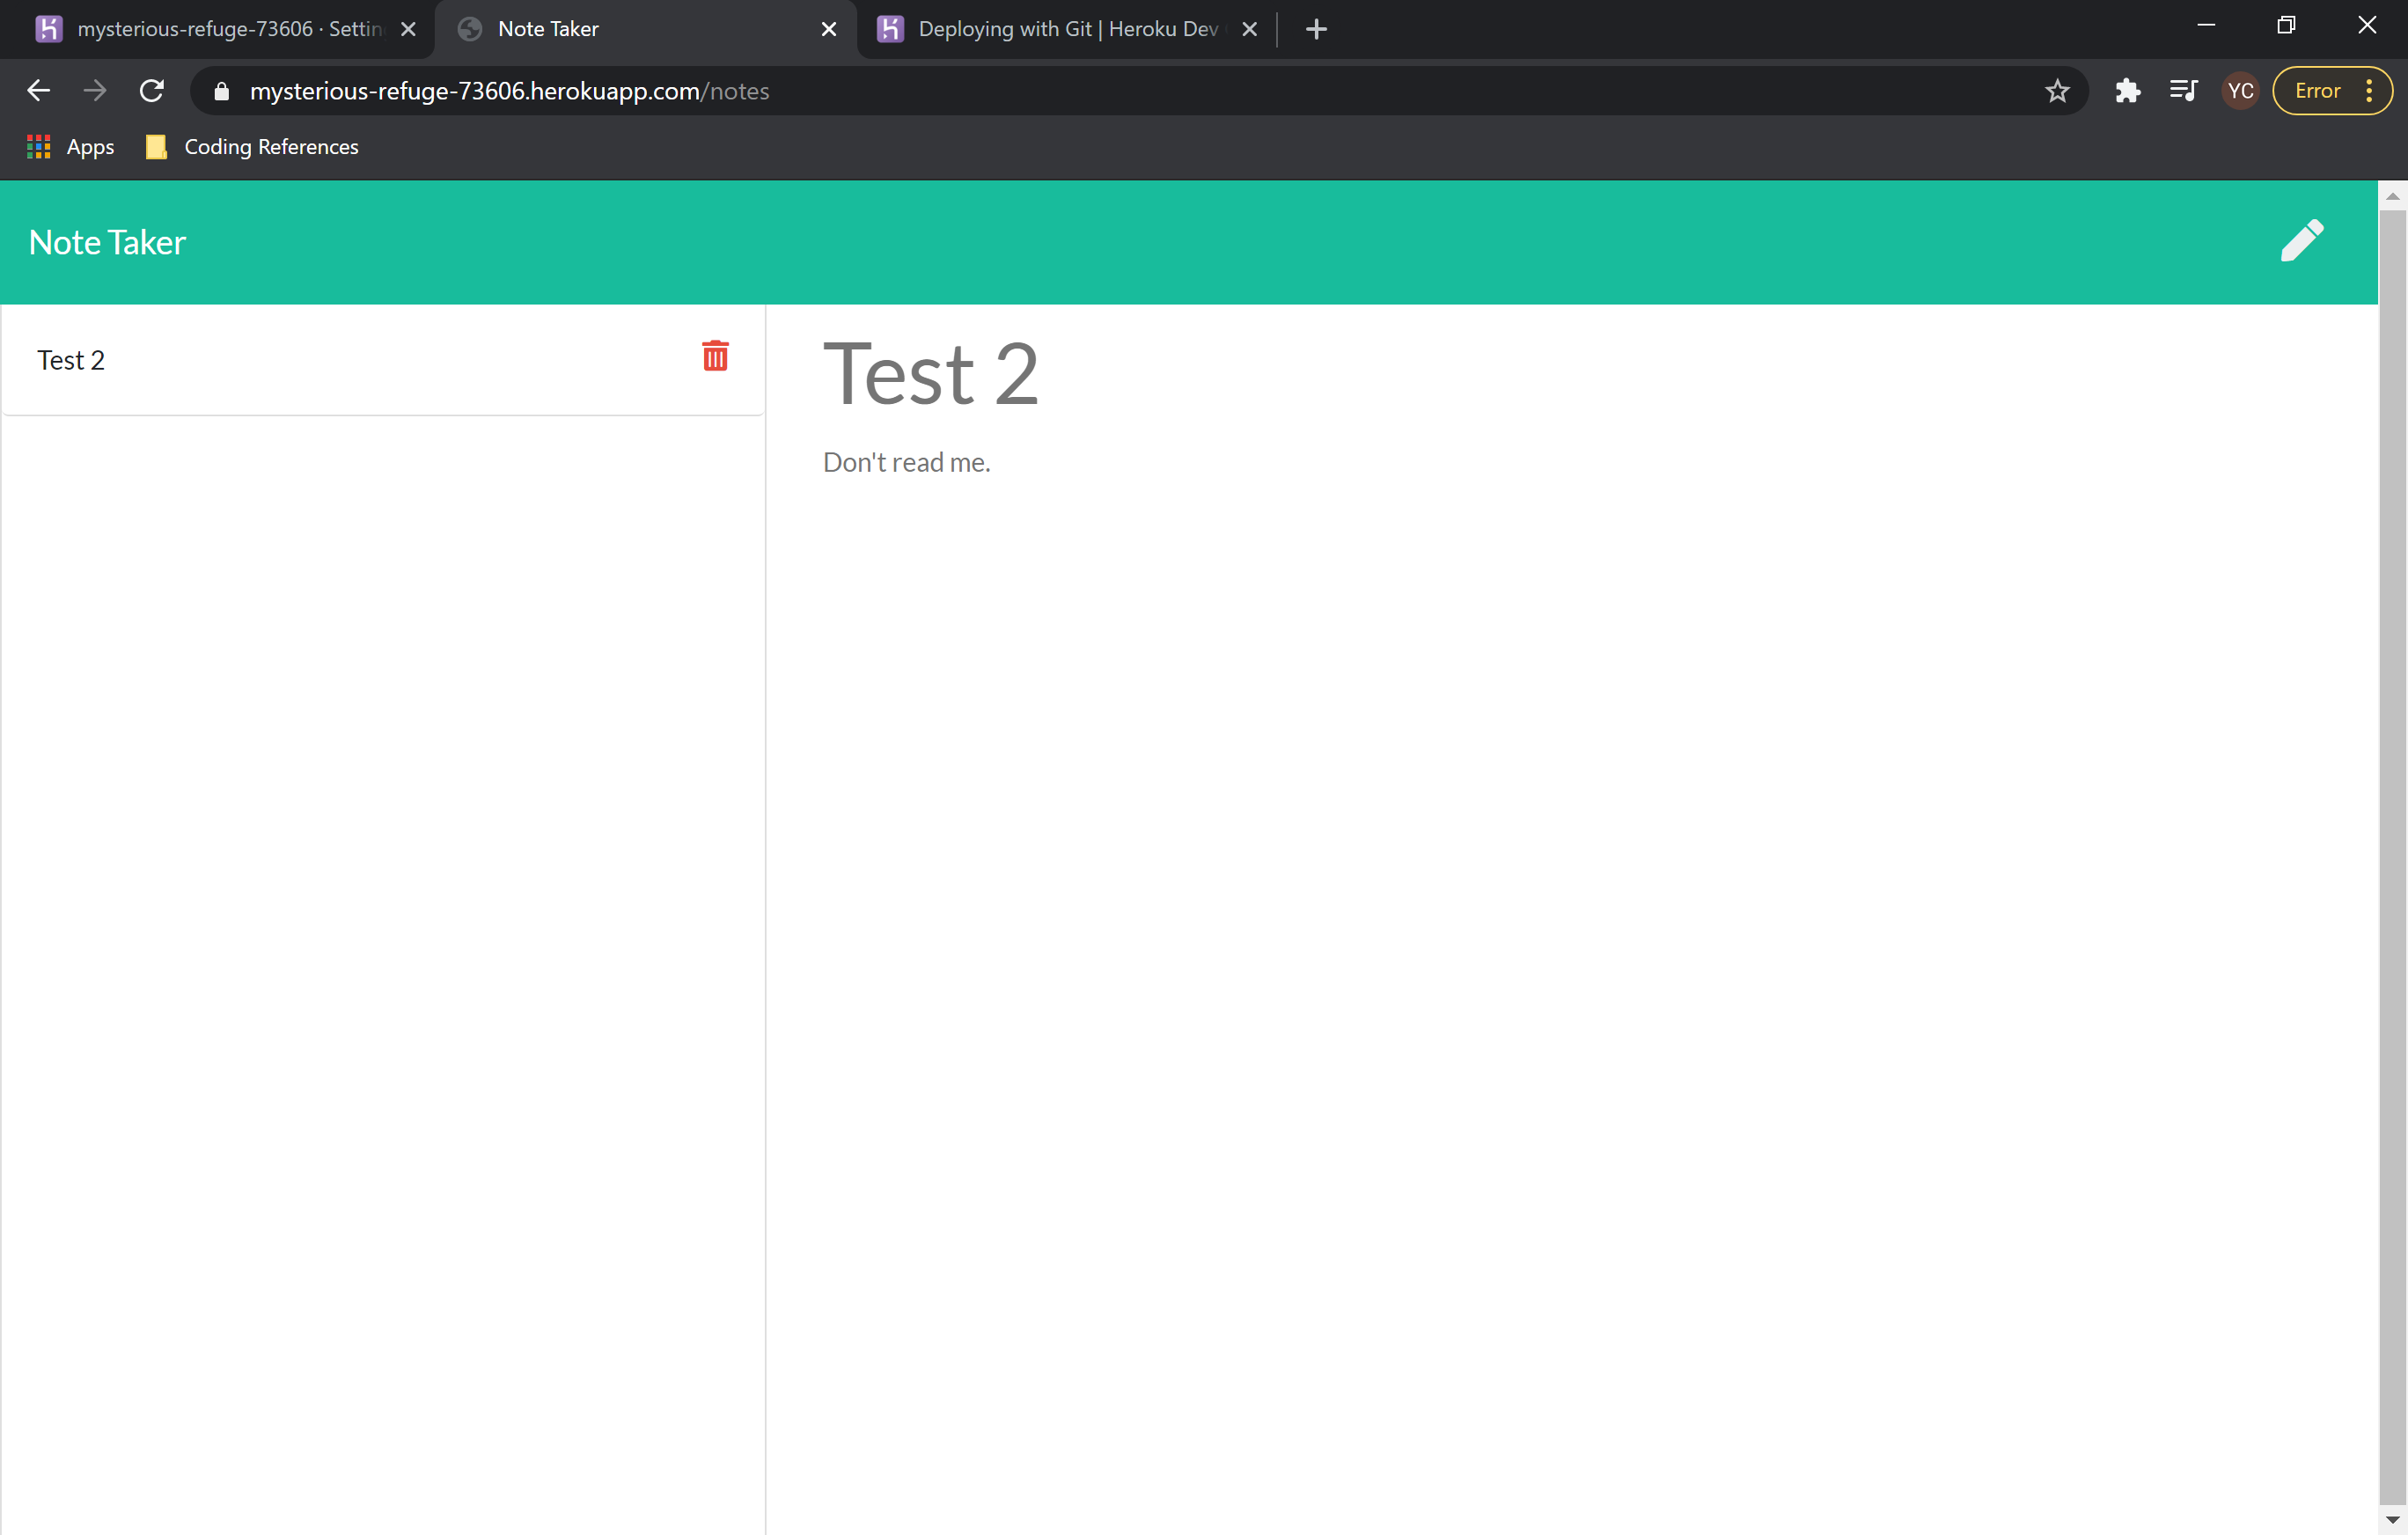 mysterious-refuge-73606 · Settin
Note Taker
Deploying with Git | Heroku Dev
mysterious-refuge-73606.herokuapp.com/notes
YC
Error
Apps
Coding References
Note Taker
Test 2
Test 2
Don't read me.